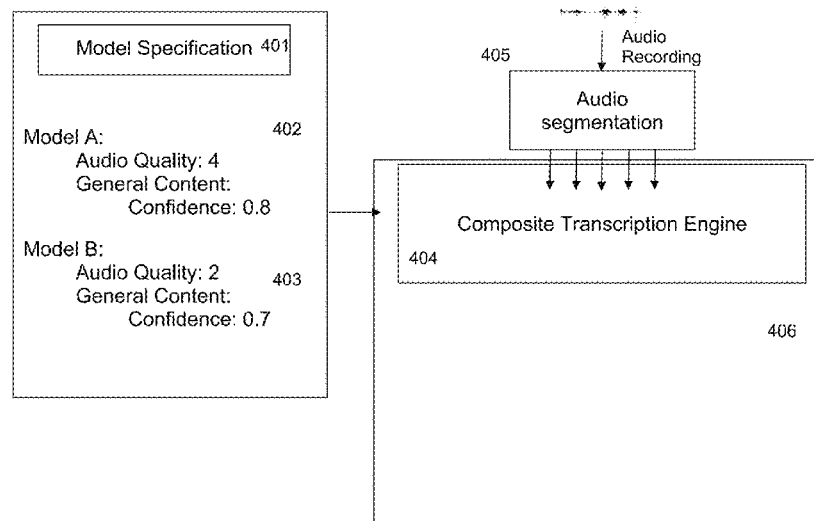 Model Specification 401
402
Model A:
Audio Quality: 4
General Content:
Confidence: 0.8
Model B:
Audio Quality: 2
403
General Content:
Confidence: 0.7
Audio
Recording
405
Audio
segmentation
Composite Transcription Engine
404
406